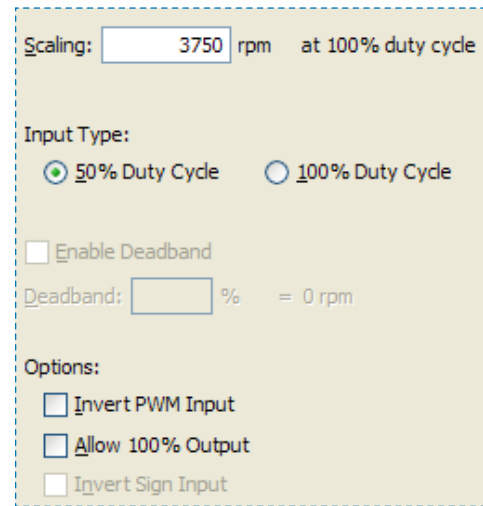 Scaling: 3750 rpm at 100% duty cycle
Input Type:
50% Duty Cycle 100% Duty Cycle
Enable Deadband
Deadband: % = 0 rpm
Options:
Invert PWM Input
Allow 100% Output
Invert Sign Input